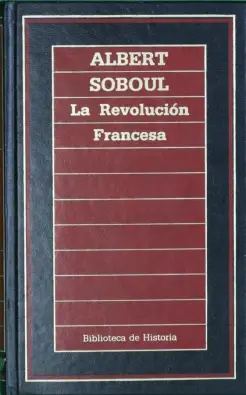 ALBERT
SOBOUL
La Revolución
Francesa
Biblioteca de Historia